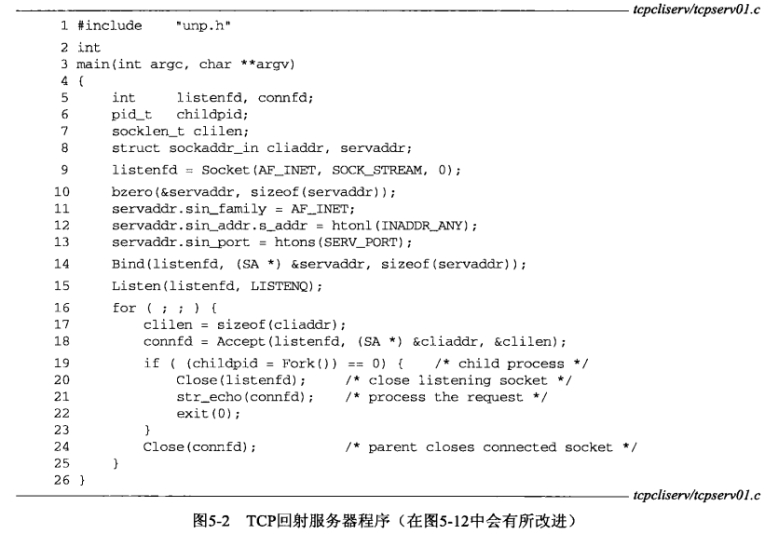 tcpcliserv/tcpserv01.c
1 #include    "unp.h"
2 int
3 main(int argc, char **argv)
4 {
5     int     listenfd, connfd;
6     pid_t   childpid;
7     socklen_t clilen;
8     struct sockaddr_in cliaddr, servaddr;
9     listenfd = Socket(AF_INET, SOCK_STREAM, 0);
10     bzero(&servaddr, sizeof(servaddr));
11     servaddr.sin_family = AF_INET;
12     servaddr.sin_addr.s_addr = htonl(INADDR_ANY);
13     servaddr.sin_port = htons(SERV_PORT);
14     Bind(listenfd, (SA *) &servaddr, sizeof(servaddr));
15     Listen(listenfd, LISTENQ);
16     for ( ; ; ) {
17         clilen = sizeof(cliaddr);
18         connfd = Accept(listenfd, (SA *) &cliaddr, &clilen);
19         if ( (childpid = Fork()) == 0) {    /* child process */
20             Close(listenfd);    /* close listening socket */
21             str_echo(connfd);   /* process the request */
22             exit(0);
23         }
24         Close(connfd);          /* parent closes connected socket */
25     }
26 }
tcpcliserv/tcpserv01.c
图5-2 TCP回射服务器程序（在图5-12中会有所改进）